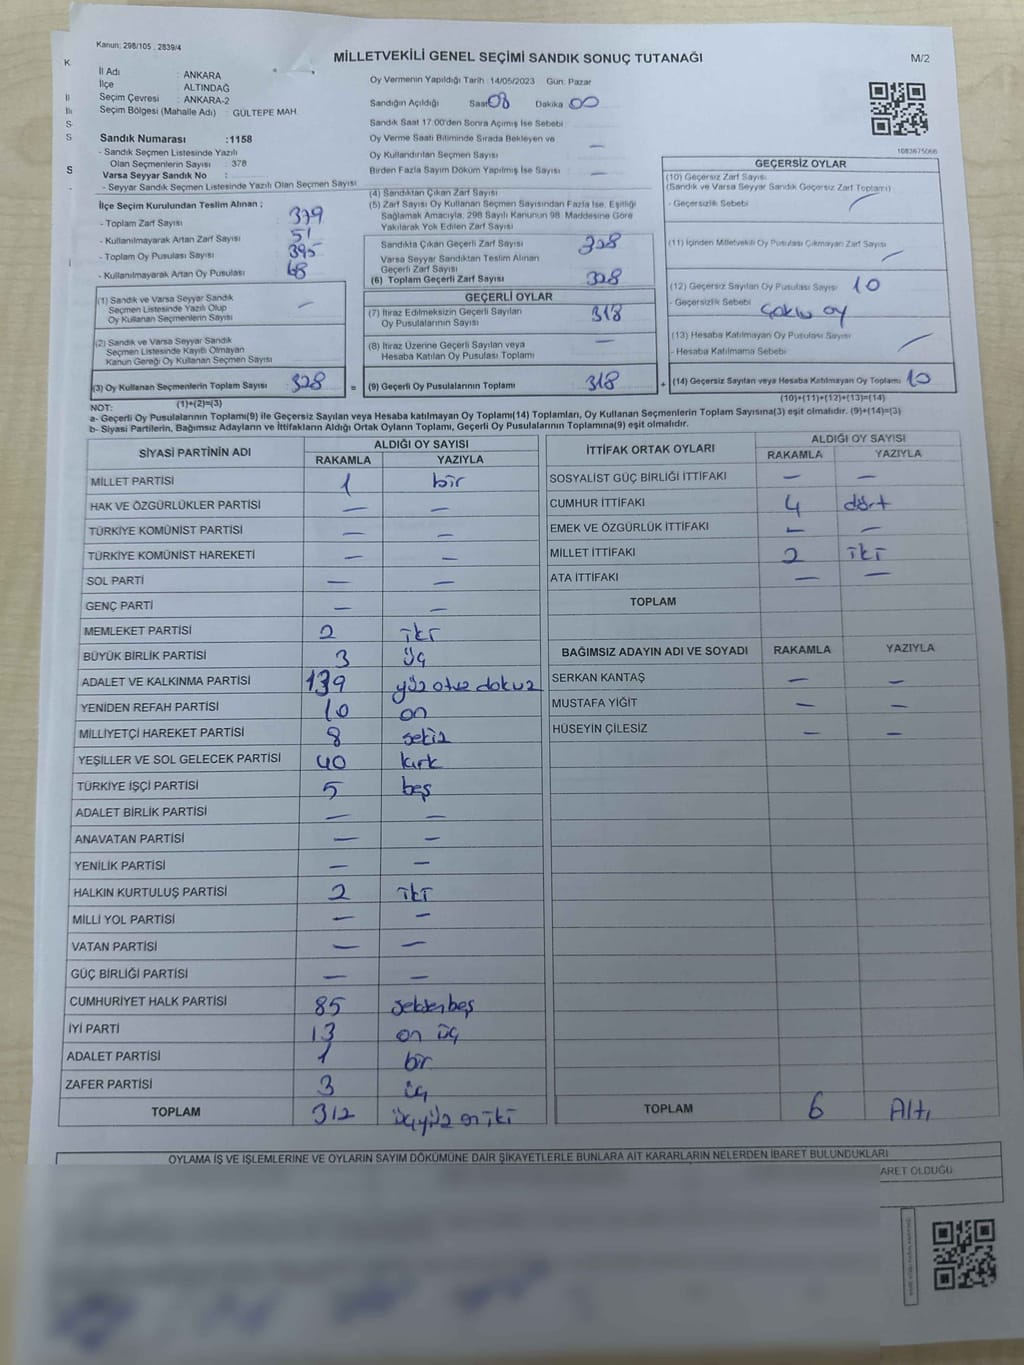 Kanun: 298/105 , 2839/4
MİLLETVEKİLİ GENEL SEÇİMİ SANDIK SONUÇ TUTANAĞI
M/2
İl Adı : ANKARA
İlçe ALTINDAĞ
Seçim Çevresi : ANKARA-2
Seçim Bölgesi (Mahalle Adı) : GÜLTEPE MAH.
Oy Vermenin Yapıldığı Tarih :14/05/2023 Gün: Pazar
Sandığın Açıldığı Saat 08 Dakika 00
Sandık Saat 17:00'den Sonra Açılmış İse Sebebi
Oy Verme Saati Bitiminde Sırada Bekleyen ve
Oy Kullandırılan Seçmen Sayısı —
Birden Fazla Sayım Döküm Yapılmış İse Sayısı —
1083675066
Sandık Numarası :1158
- Sandık Seçmen Listesinde Yazılı
Olan Seçmenlerin Sayısı : 378
Varsa Seyyar Sandık No :
- Seyyar Sandık Seçmen Listesinde Yazılı Olan Seçmen Sayısı
İlçe Seçim Kurulundan Teslim Alınan ;
- Toplam Zarf Sayısı 379
- Kullanılmayarak Artan Zarf Sayısı 51
- Toplam Oy Pusulası Sayısı 395
- Kullanılmayarak Artan Oy Pusulası 68
(1) Sandık ve Varsa Seyyar Sandık
Seçmen Listesinde Yazılı Olup
Oy Kullanan Seçmenlerin Sayısı —
(2) Sandık ve Varsa Seyyar Sandık
Seçmen Listesinde Kayıtlı Olmayan
Kanun Gereği Oy Kullanan Seçmen Sayısı
(3) Oy Kullanan Seçmenlerin Toplam Sayısı 328
(1)+(2)=(3)
(4) Sandıktan Çıkan Zarf Sayısı
(5) Zarf Sayısı Oy Kullanan Seçmen Sayısından Fazla İse, Eşitliği
Sağlamak Amacıyla, 298 Sayılı Kanunun 98. Maddesine Göre
Yakılarak Yok Edilen Zarf Sayısı
Sandıkta Çıkan Geçerli Zarf Sayısı 328
Varsa Seyyar Sandıktan Teslim Alınan
Geçerli Zarf Sayısı
(6) Toplam Geçerli Zarf Sayısı 328
GEÇERLİ OYLAR
(7) İtiraz Edilmeksizin Geçerli Sayılan
Oy Pusulalarının Sayısı 318
(8) İtiraz Üzerine Geçerli Sayılan veya
Hesaba Katılan Oy Pusulası Toplamı —
= (9) Geçerli Oy Pusulalarının Toplamı 318
GEÇERSİZ OYLAR
(10) Geçersiz Zarf Sayısı
(Sandık ve Varsa Seyyar Sandık Geçersiz Zarf Toplamı)
- Geçersizlik Sebebi —
(11) İçinden Milletvekili Oy Pusulası Çıkmayan Zarf Sayısı —
(12) Geçersiz Sayılan Oy Pusulası Sayısı 10
- Geçersizlik Sebebi çoklu oy
(13) Hesaba Katılmayan Oy Pusulası Sayısı —
- Hesaba Katılmama Sebebi
+ (14) Geçersiz Sayılan veya Hesaba Katılmayan Oy Toplamı 10
(10)+(11)+(12)+(13)=(14)
NOT:
a- Geçerli Oy Pusulalarının Toplamı(9) ile Geçersiz Sayılan veya Hesaba katılmayan Oy Toplamı(14) Toplamları, Oy Kullanan Seçmenlerin Toplam Sayısına(3) eşit olmalıdır. (9)+(14)=(3)
b- Siyasi Partilerin, Bağımsız Adayların ve İttifakların Aldığı Ortak Oyların Toplamı, Geçerli Oy Pusulalarının Toplamına(9) eşit olmalıdır.
SİYASİ PARTİNİN ADI ALDIĞI OY SAYISI
RAKAMLA YAZIYLA
MİLLET PARTİSİ 1 bir
HAK VE ÖZGÜRLÜKLER PARTİSİ — —
TÜRKİYE KOMÜNİST PARTİSİ — —
TÜRKİYE KOMÜNİST HAREKETİ — —
SOL PARTİ — —
GENÇ PARTİ — —
MEMLEKET PARTİSİ 2 iki
BÜYÜK BİRLİK PARTİSİ 3 üç
ADALET VE KALKINMA PARTİSİ 139 yüz otuz dokuz
YENİDEN REFAH PARTİSİ 10 on
MİLLİYETÇİ HAREKET PARTİSİ 8 sekiz
YEŞİLLER VE SOL GELECEK PARTİSİ 40 kırk
TÜRKİYE İŞÇİ PARTİSİ 5 beş
ADALET BİRLİK PARTİSİ — —
ANAVATAN PARTİSİ — —
YENİLİK PARTİSİ — —
HALKIN KURTULUŞ PARTİSİ 2 iki
MİLLİ YOL PARTİSİ — —
VATAN PARTİSİ — —
GÜÇ BİRLİĞİ PARTİSİ — —
CUMHURİYET HALK PARTİSİ 85 seksenbeş
İYİ PARTİ 13 on üç
ADALET PARTİSİ 1 bir
ZAFER PARTİSİ 3 üç
TOPLAM 312 üçyüz on iki
İTTİFAK ORTAK OYLARI ALDIĞI OY SAYISI
RAKAMLA YAZIYLA
SOSYALİST GÜÇ BİRLİĞİ İTTİFAKI — —
CUMHUR İTTİFAKI 4 dört
EMEK VE ÖZGÜRLÜK İTTİFAKI — —
MİLLET İTTİFAKI 2 iki
ATA İTTİFAKI — —
TOPLAM
BAĞIMSIZ ADAYIN ADI VE SOYADI RAKAMLA YAZIYLA
SERKAN KANTAŞ — —
MUSTAFA YİĞİT — —
HÜSEYİN ÇİLESİZ — —
TOPLAM 6 Altı
OYLAMA İŞ VE İŞLEMLERİNE VE OYLARIN SAYIM DÖKÜMÜNE DAİR ŞİKAYETLERLE BUNLARA AİT KARARLARIN NELERDEN İBARET BULUNDUKLARI
ARET OLDUĞU